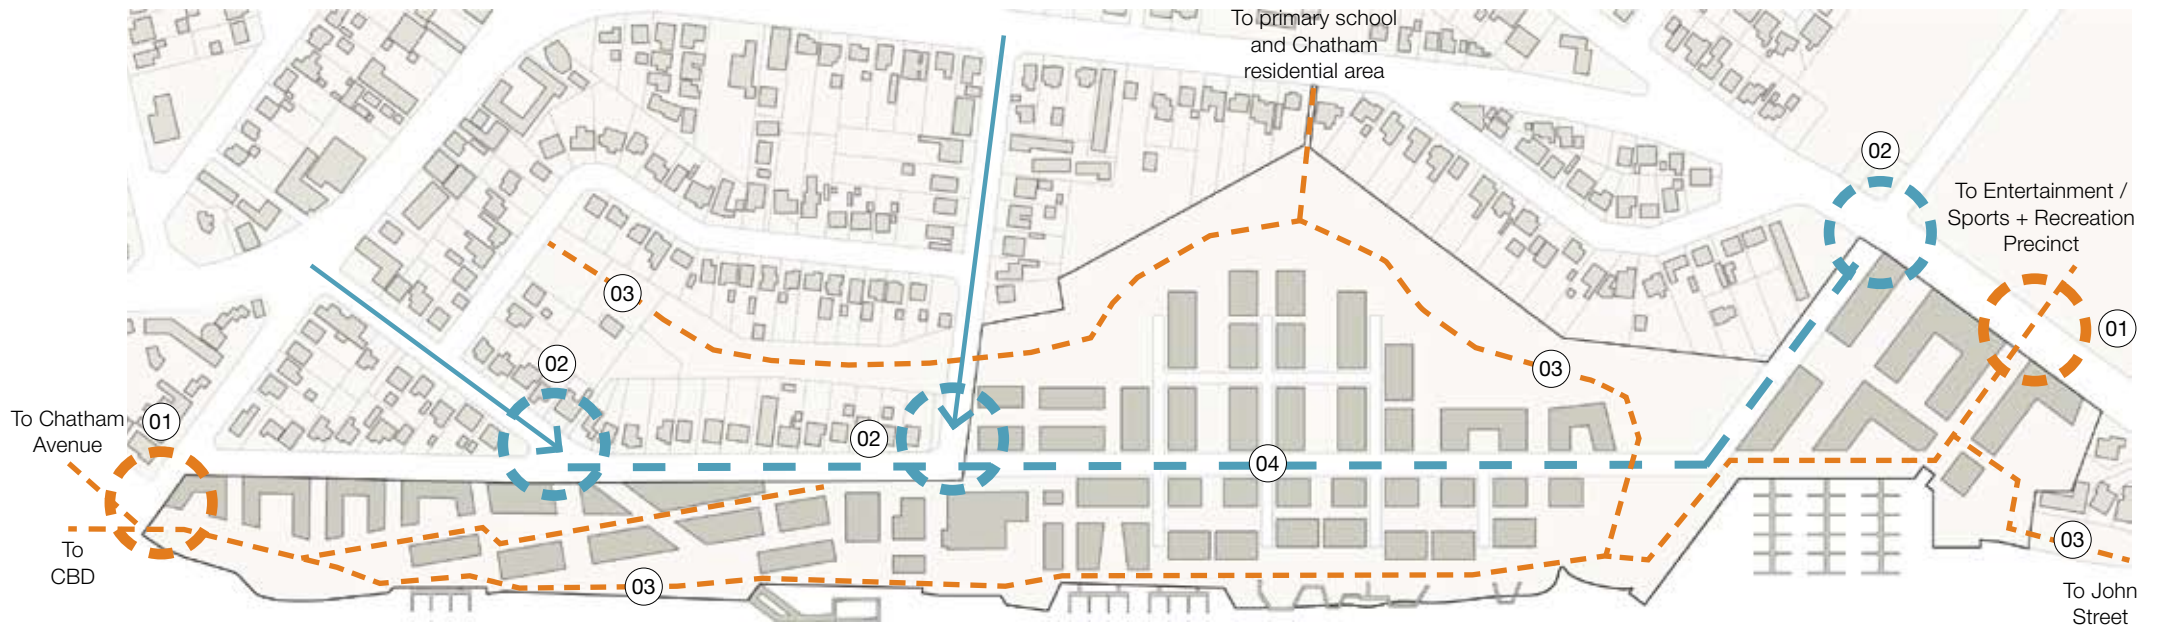 To primary school
and Chatham
residential area
02
To Entertainment /
Sports + Recreation
Precinct
03
01
02
03
To Chatham
Avenue
01
02
04
To
CBD
03
03
To John
Street